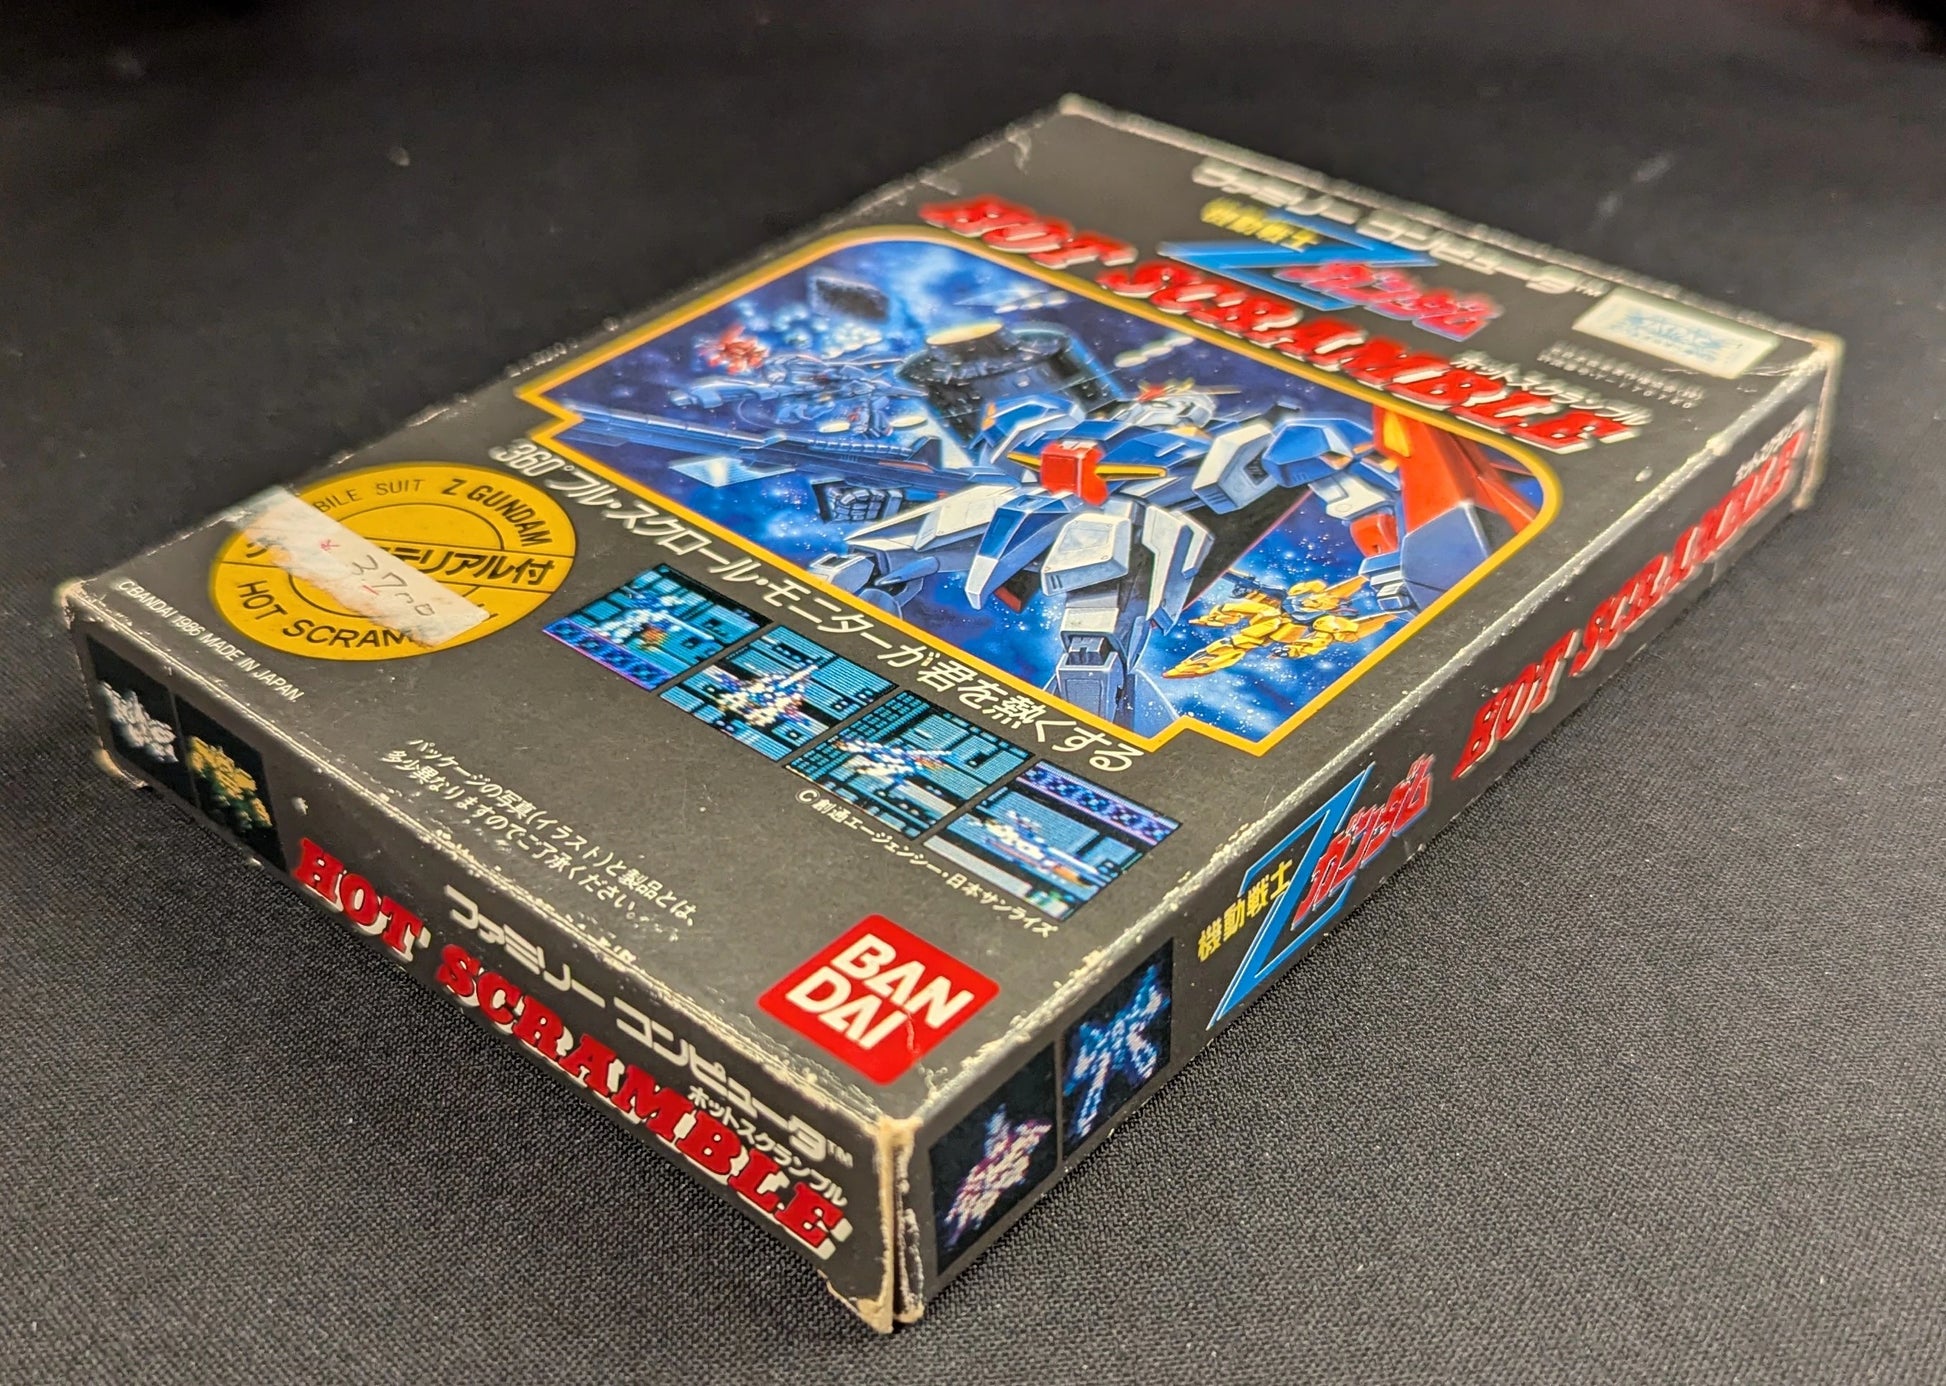 ファミリー コンピュータ™
機動戦士
Zガンダム
HOT SCRAMBLE
ホットスクランブル
360°フル・スクロール・モニターが君を熱くする
BILE SUIT Z GUNDAM
テリアル付
HOT SCRAM
37
©BANDAI 1986 MADE IN JAPAN.
©創通エージェンシー・日本サンライズ
パッケージの写真(イラスト)と製品とは、
多少異なりますのでご了承ください。
BAN
DAI
ファミリー コンピュータ™
ホットスクランブル
HOT SCRAMBLE
機動戦士
Zガンダム
HOT SCRAMBLE